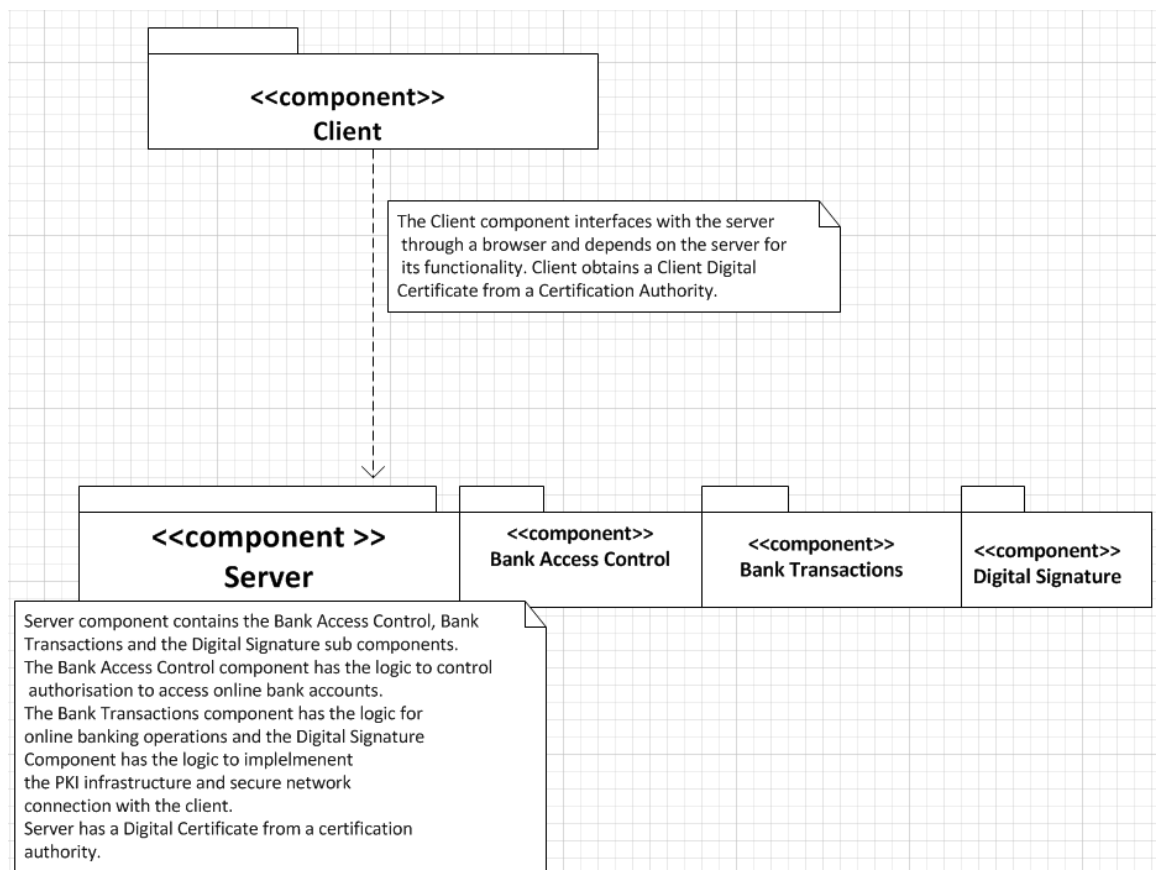 <<component>>
Client
The Client component interfaces with the server
through a browser and depends on the server for
its functionality. Client obtains a Client Digital
Certificate from a Certification Authority.
<<component >>
Server
<<component>>
Bank Access Control
<<component>>
Bank Transactions
<<component>>
Digital Signature
Server component contains the Bank Access Control, Bank
Transactions and the Digital Signature sub components.
The Bank Access Control component has the logic to control
authorisation to access online bank accounts.
The Bank Transactions component has the logic for
online banking operations and the Digital Signature
Component has the logic to implelmenent
the PKI infrastructure and secure network
connection with the client.
Server has a Digital Certificate from a certification
authority.